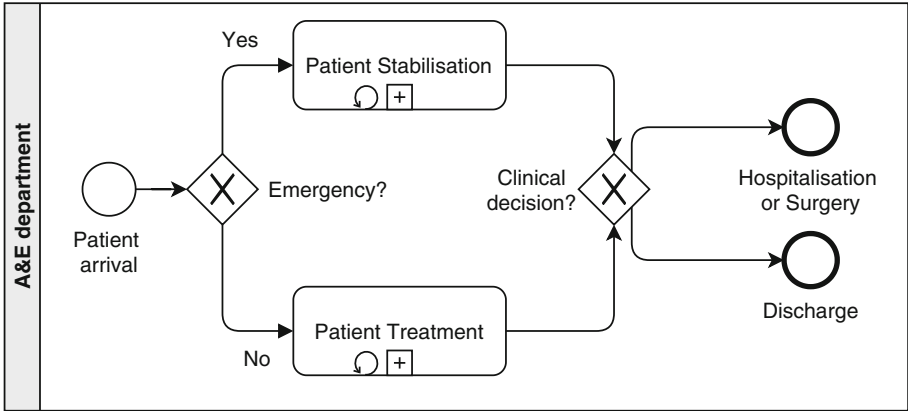 A&E department
Patient
arrival
Emergency?
Yes
No
Patient Stabilisation
+
Patient Treatment
+
Clinical
decision?
Hospitalisation
or Surgery
Discharge